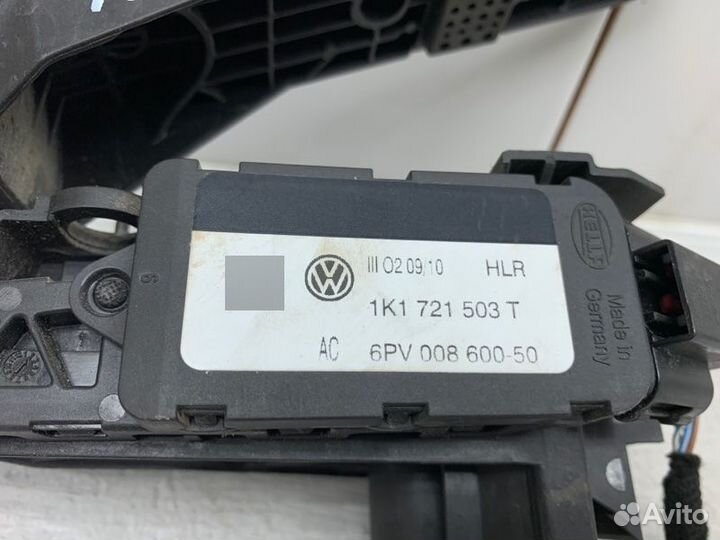 III 02 09/10 HLR
1K1 721 503 T
AC 6PV 008 600-50
HELLA
Made in
Germany
Avito